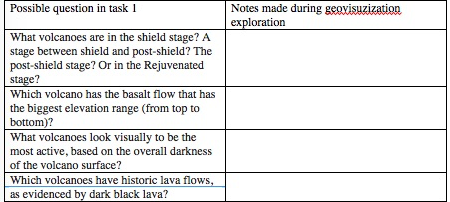 Possible question in task 1
Notes made during geovisuzization
exploration
What volcanoes are in the shield stage? A
stage between shield and post-shield? The
post-shield stage? Or in the Rejuvenated
stage?
Which volcano has the basalt flow that has
the biggest elevation range (from top to
bottom)?
What volcanoes look visually to be the
most active, based on the overall darkness
of the volcano surface?
Which volcanoes have historic lava flows,
as evidenced by dark black lava?